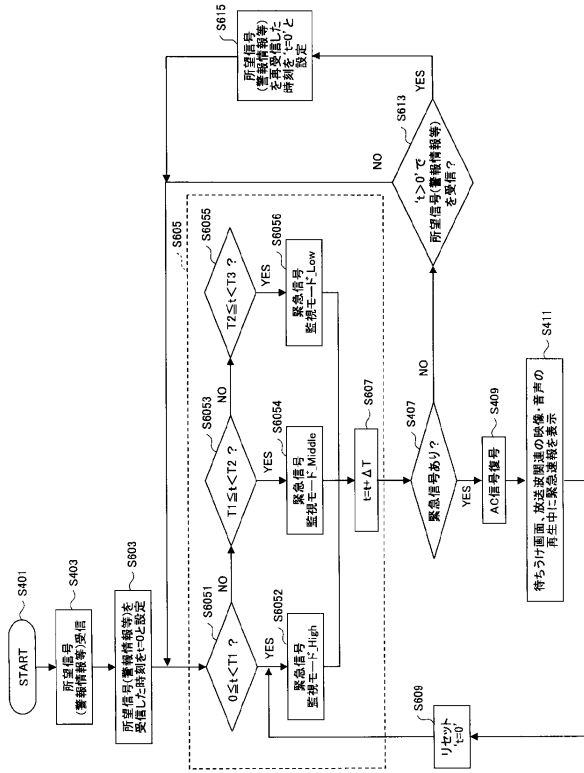 S401
START
S403
所望信号
(警報情報等)受信
S603
所望信号(警報情報等)を
受信した時刻をt=0と設定
S605
S6051
0≦t<T1 ?
NO
YES
S6052
緊急信号
監視モード_High
S6053
T1≦t<T2 ?
NO
YES
S6054
緊急信号
監視モード_Middle
S6055
T2≦t<T3 ?
YES
S6056
緊急信号
監視モード_Low
S607
t=t+ΔT
S407
緊急信号あり?
NO
YES
S409
AC信号復号
S411
待ちうけ画面、放送波関連の映像・音声の
再生中に緊急速報を表示
S609
リセット
't=0'
S613
't>0'で
所望信号(警報情報等)
を受信?
NO
YES
S615
所望信号
(警報情報等)
を再受信した
時刻を't=0'と
設定